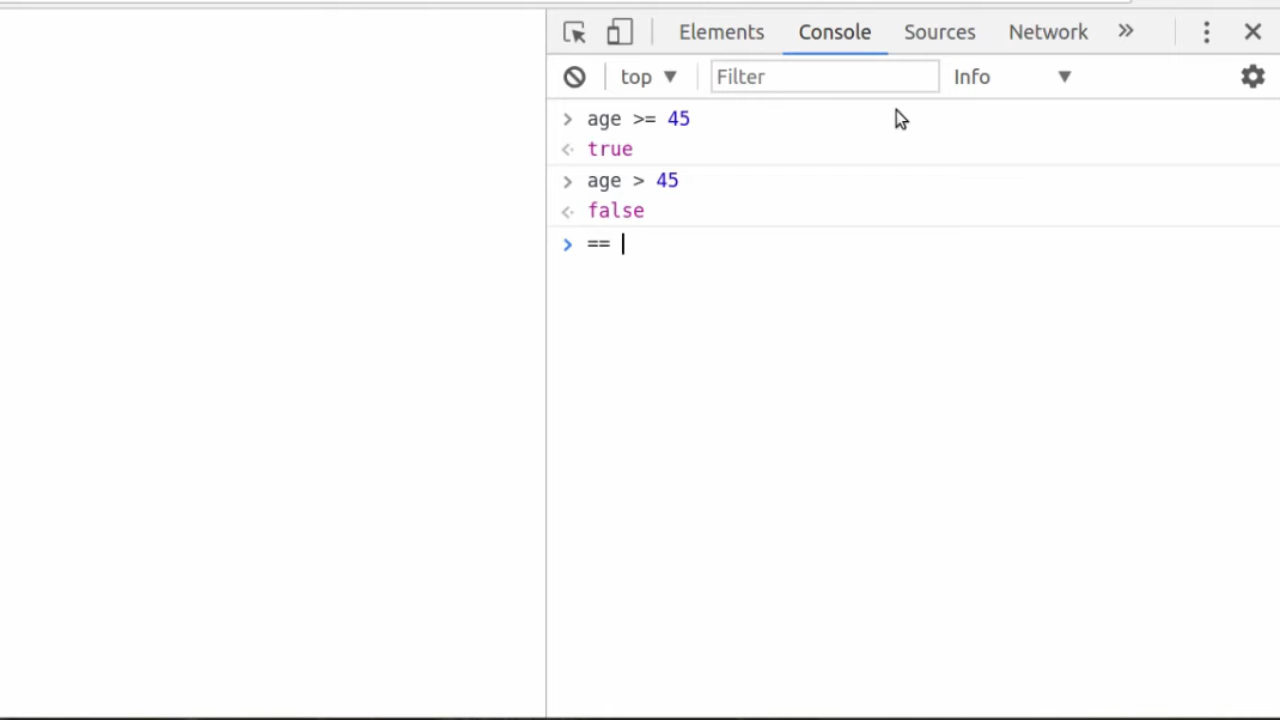 Elements Console Sources Network »
top ▼ Filter Info ▼
> age >= 45
<· true
> age > 45
<· false
> ==